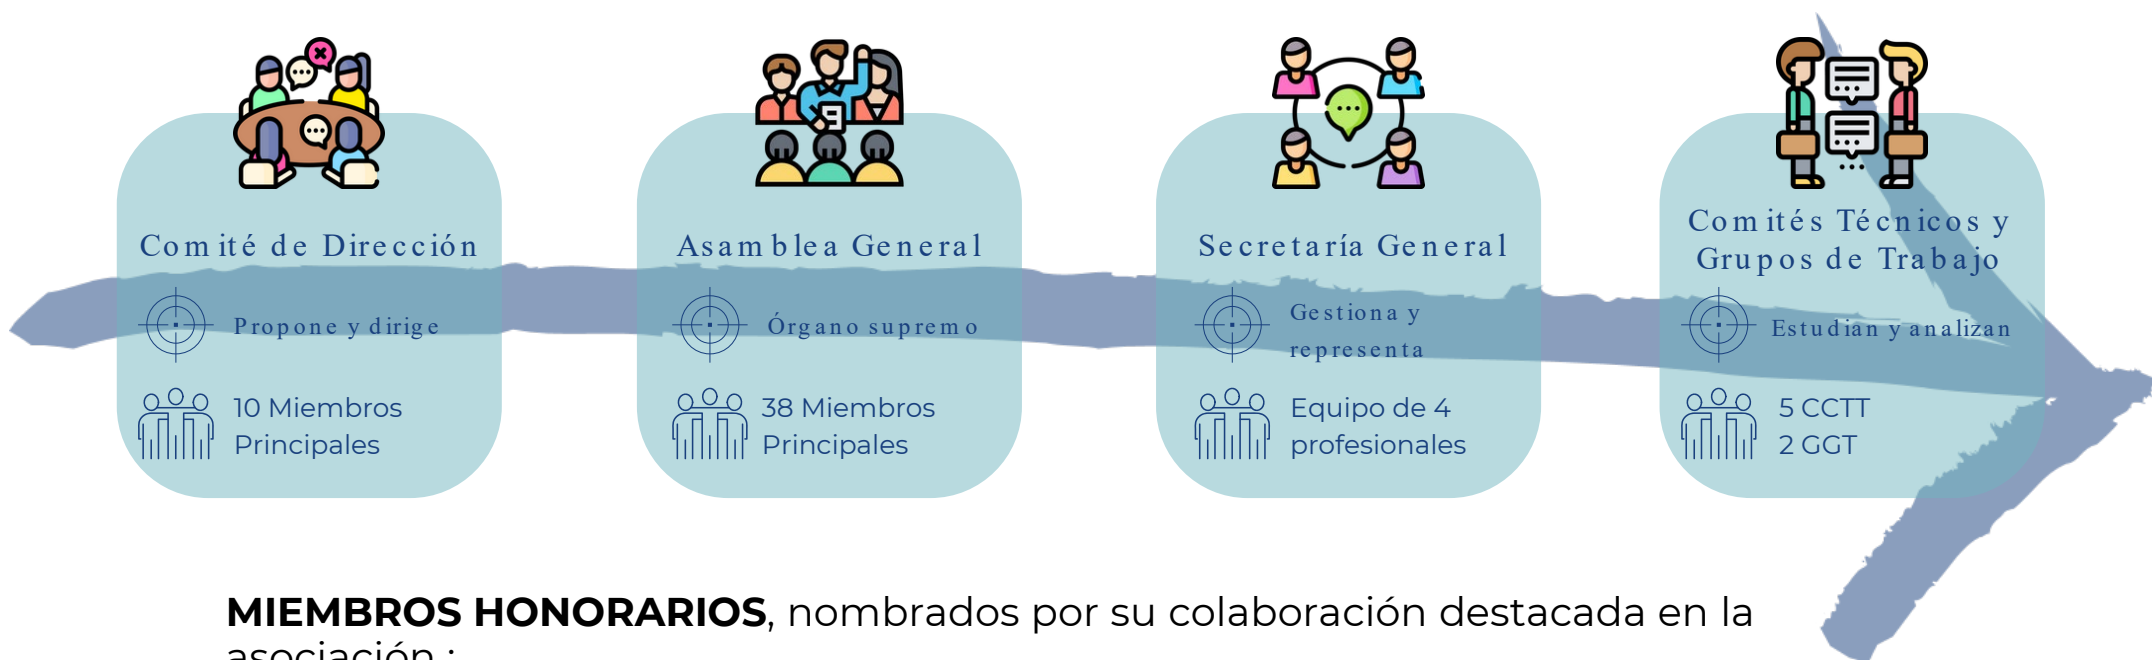 Comité de Dirección
Propone y dirige
10 Miembros
Principales
Asamblea General
Órgano supremo
38 Miembros
Principales
Secretaría General
Gestiona y
representa
Equipo de 4
profesionales
Comités Técnicos y
Grupos de Trabajo
Estudian y analizan
5 CCTT
2 GGT
MIEMBROS HONORARIOS, nombrados por su colaboración destacada en la
asociación :